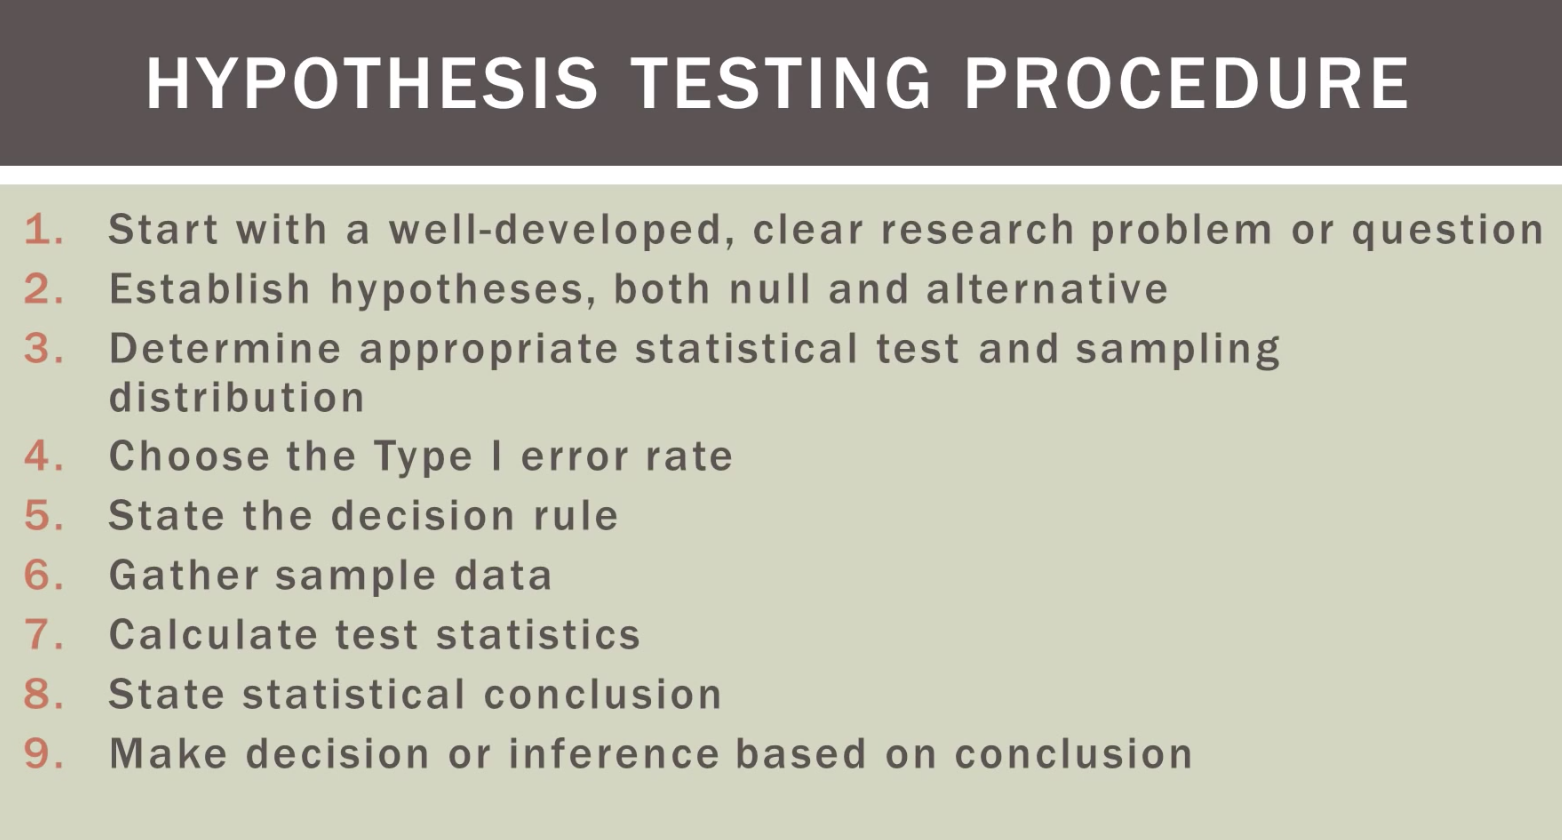 HYPOTHESIS TESTING PROCEDURE
1. Start with a well-developed, clear research problem or question
2. Establish hypotheses, both null and alternative
3. Determine appropriate statistical test and sampling
distribution
4. Choose the Type I error rate
5. State the decision rule
6. Gather sample data
7. Calculate test statistics
8. State statistical conclusion
9. Make decision or inference based on conclusion